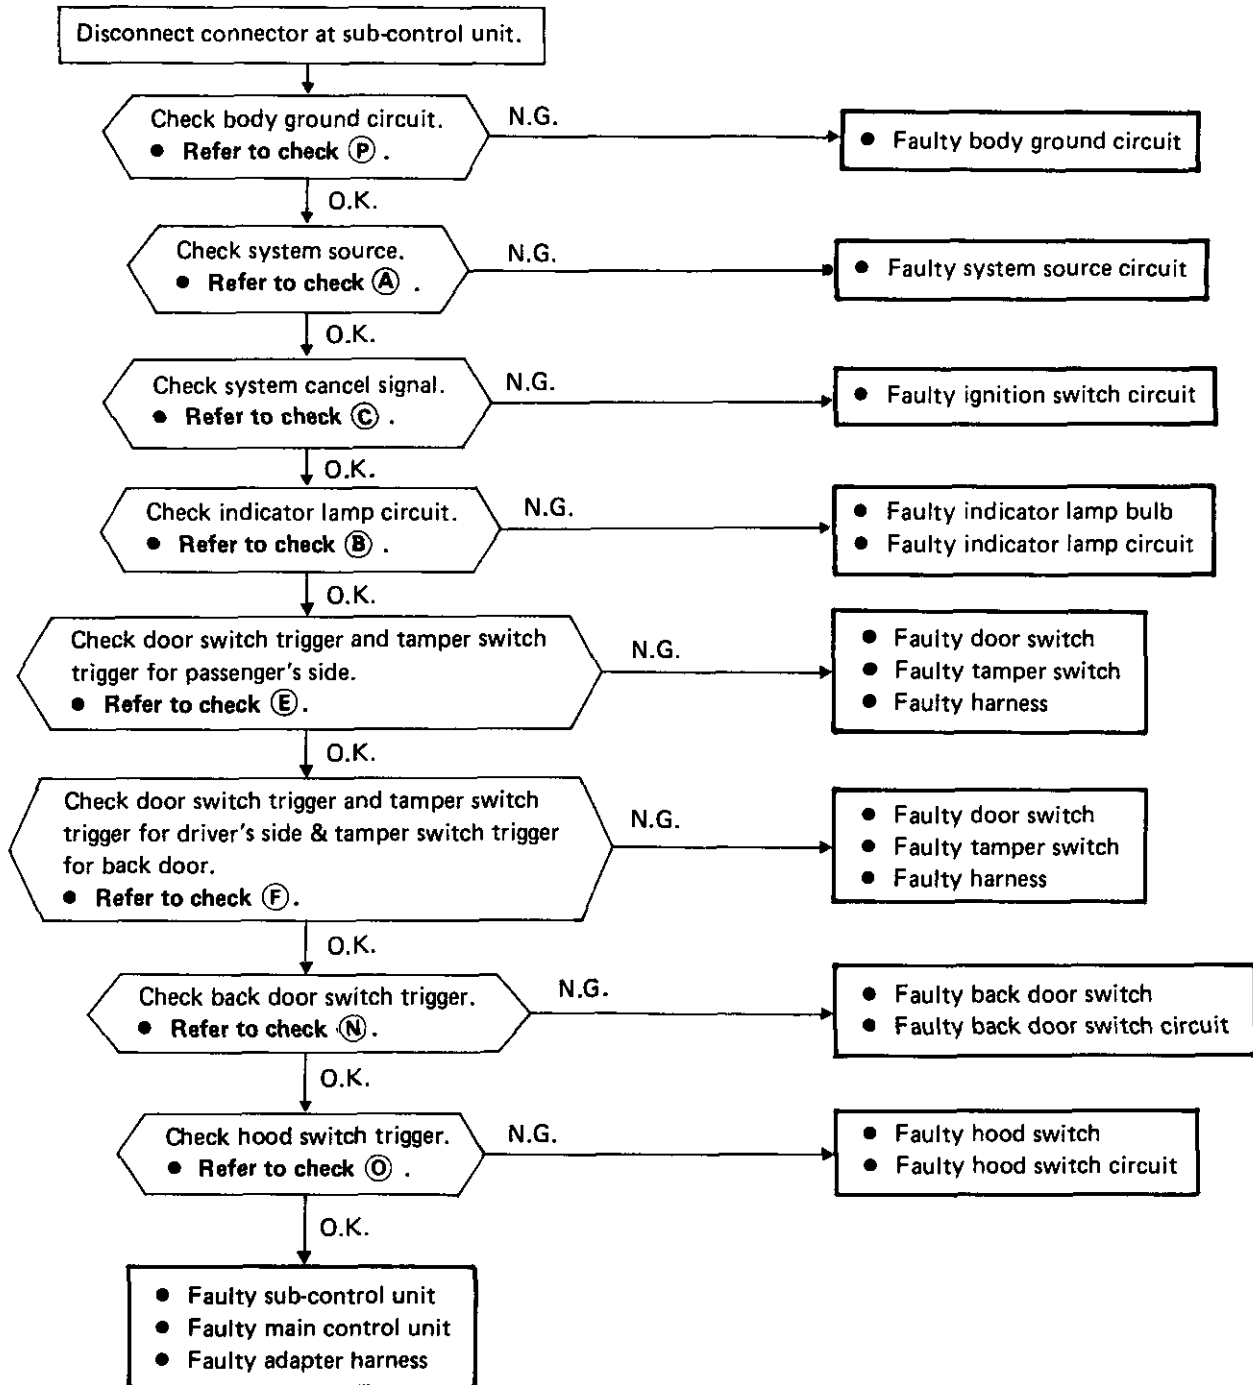 Disconnect connector at sub-control unit.
Check body ground circuit.
● Refer to check Ⓟ .
N.G.
● Faulty body ground circuit
O.K.
Check system source.
● Refer to check Ⓐ .
N.G.
● Faulty system source circuit
O.K.
Check system cancel signal.
● Refer to check Ⓒ .
N.G.
● Faulty ignition switch circuit
O.K.
Check indicator lamp circuit.
● Refer to check Ⓑ .
N.G.
● Faulty indicator lamp bulb
● Faulty indicator lamp circuit
O.K.
Check door switch trigger and tamper switch
trigger for passenger's side.
● Refer to check Ⓔ.
N.G.
● Faulty door switch
● Faulty tamper switch
● Faulty harness
O.K.
Check door switch trigger and tamper switch
trigger for driver's side & tamper switch trigger
for back door.
● Refer to check Ⓕ.
N.G.
● Faulty door switch
● Faulty tamper switch
● Faulty harness
O.K.
Check back door switch trigger.
● Refer to check Ⓝ.
N.G.
● Faulty back door switch
● Faulty back door switch circuit
O.K.
Check hood switch trigger.
● Refer to check Ⓞ .
N.G.
● Faulty hood switch
● Faulty hood switch circuit
O.K.
● Faulty sub-control unit
● Faulty main control unit
● Faulty adapter harness